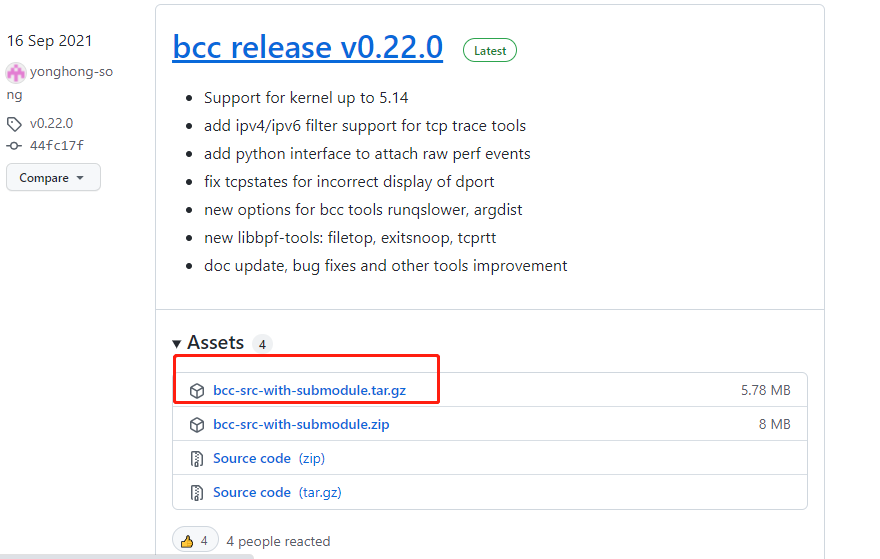 16 Sep 2021
yonghong-so
ng
v0.22.0
44fc17f
Compare
bcc release v0.22.0 Latest
Support for kernel up to 5.14
add ipv4/ipv6 filter support for tcp trace tools
add python interface to attach raw perf events
fix tcpstates for incorrect display of dport
new options for bcc tools runqslower, argdist
new libbpf-tools: filetop, exitsnoop, tcprtt
doc update, bug fixes and other tools improvement
Assets 4
bcc-src-with-submodule.tar.gz 5.78 MB
bcc-src-with-submodule.zip 8 MB
Source code (zip)
Source code (tar.gz)
4 4 people reacted